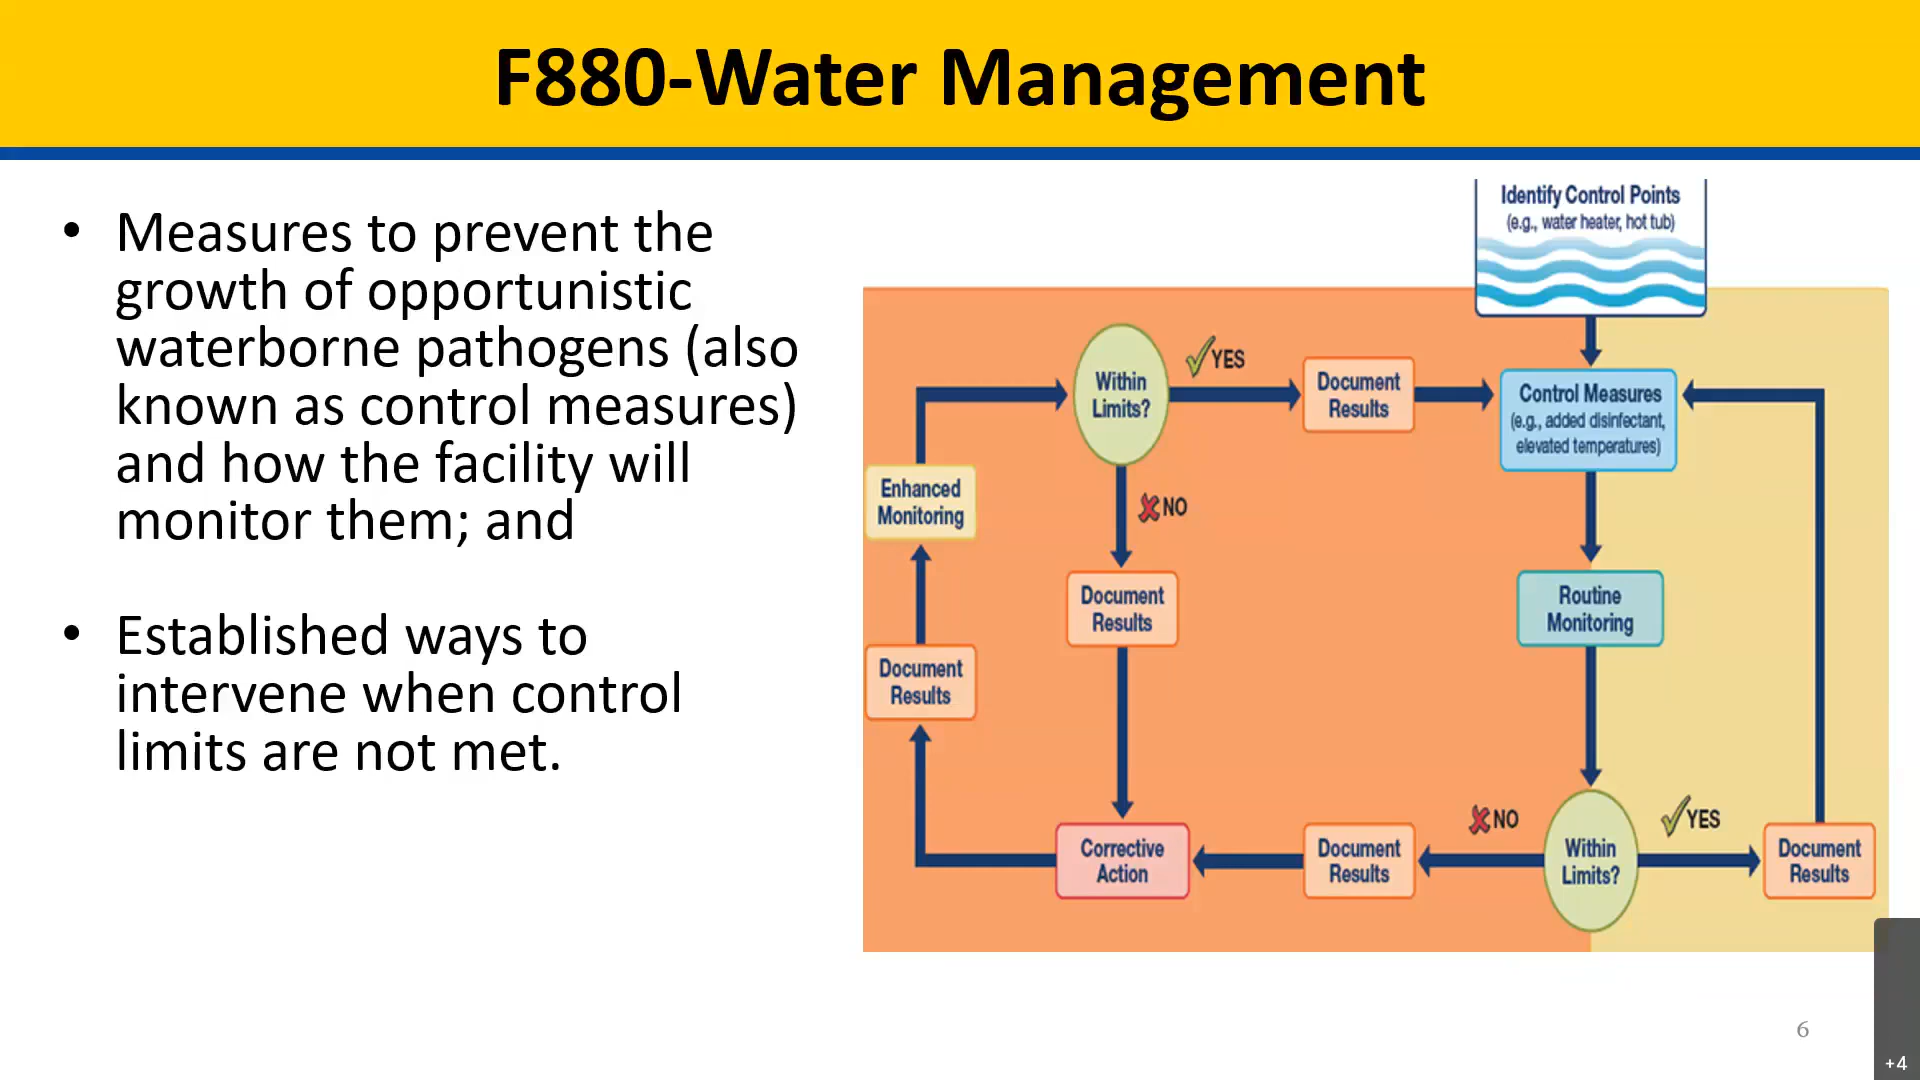 F880-Water Management
• Measures to prevent the
growth of opportunistic
waterborne pathogens (also
known as control measures)
and how the facility will
monitor them; and
• Established ways to
intervene when control
limits are not met.
Identify Control Points
(e.g., water heater, hot tub)
Within
Limits?
YES
Document
Results
Control Measures
(e.g., added disinfectant,
elevated temperatures)
Enhanced
Monitoring
NO
Document
Results
Routine
Monitoring
Document
Results
Corrective
Action
Document
Results
NO
Within
Limits?
YES
Document
Results
6
+4